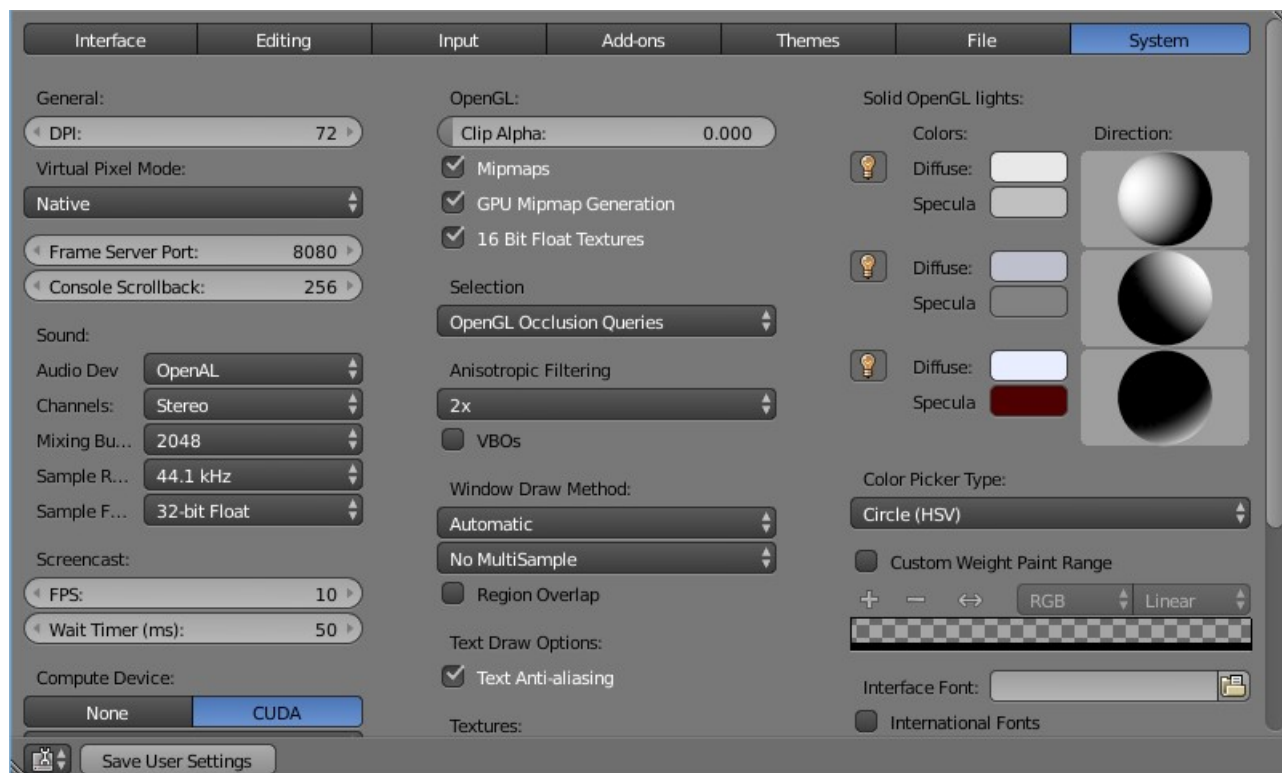 Interface Editing Input Add-ons Themes File System
General:
DPI: 72
Virtual Pixel Mode:
Native
Frame Server Port: 8080
Console Scrollback: 256
Sound:
Audio Dev OpenAL
Channels: Stereo
Mixing Bu... 2048
Sample R... 44.1 kHz
Sample F... 32-bit Float
Screencast:
FPS: 10
Wait Timer (ms): 50
Compute Device:
None CUDA
OpenGL:
Clip Alpha: 0.000
Mipmaps
GPU Mipmap Generation
16 Bit Float Textures
Selection
OpenGL Occlusion Queries
Anisotropic Filtering
2x
VBOs
Window Draw Method:
Automatic
No MultiSample
Region Overlap
Text Draw Options:
Text Anti-aliasing
Textures:
Solid OpenGL lights:
Colors: Direction:
Diffuse:
Specula
Diffuse:
Specula
Diffuse:
Specula
Color Picker Type:
Circle (HSV)
Custom Weight Paint Range
RGB Linear
Interface Font:
International Fonts
Save User Settings